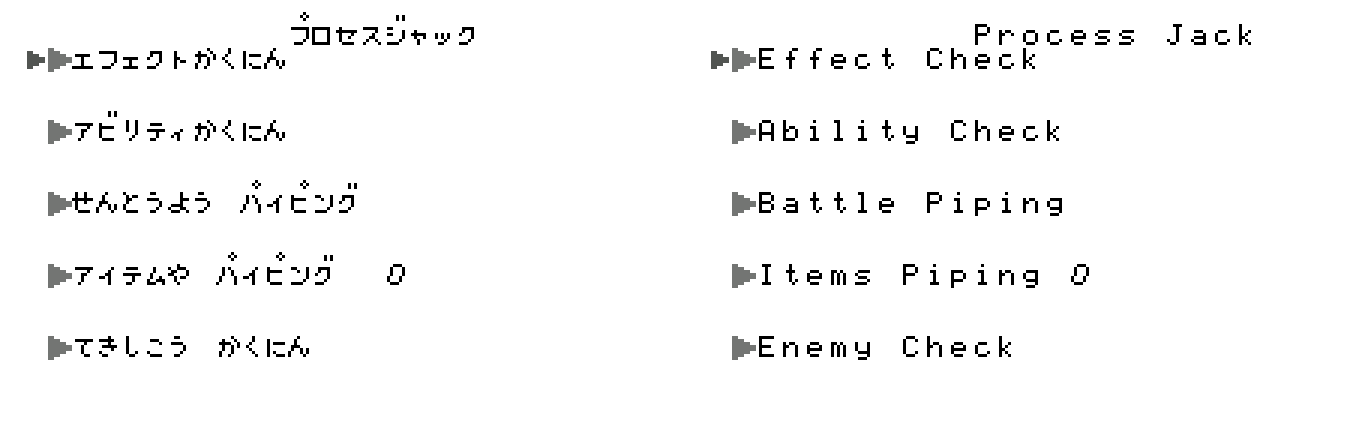 プロセスジャック
エフェクトかくにん
アビリティかくにん
せんとうよう パイピング
アイテムや パイピング 0
てきしこう かくにん
Process Jack
Effect Check
Ability Check
Battle Piping
Items Piping 0
Enemy Check